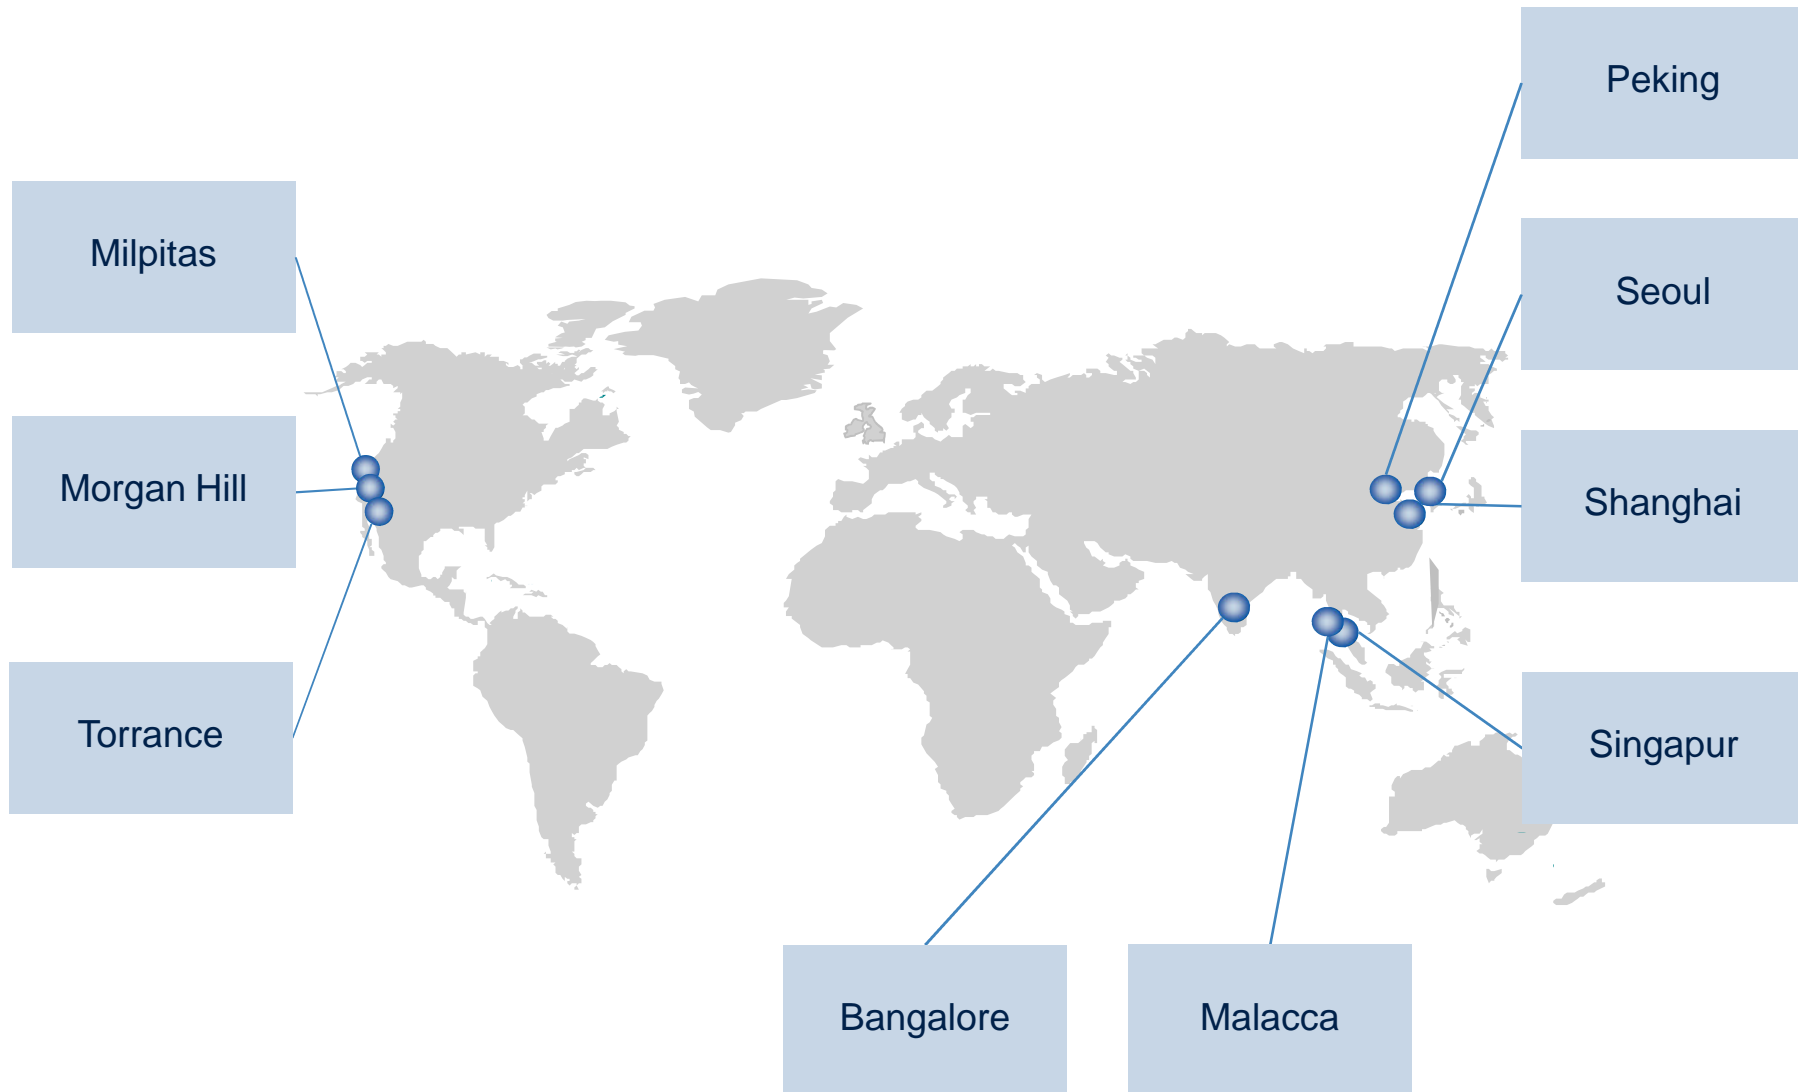 Peking
Milpitas
Seoul
Morgan Hill
Shanghai
Torrance
Singapur
Bangalore
Malacca